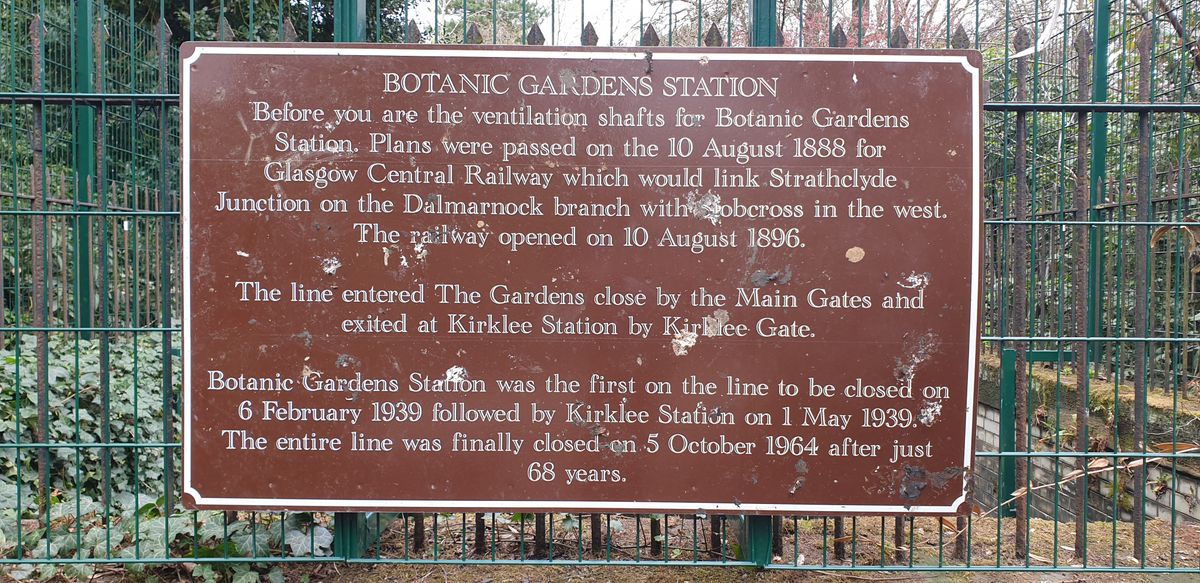 BOTANIC GARDENS STATION
Before you are the ventilation shafts for Botanic Gardens
Station. Plans were passed on the 10 August 1888 for
Glasgow Central Railway which would link Strathclyde
Junction on the Dalmarnock branch with in the west.
The railway opened on 10 August 1896.
The line entered The Gardens close by the Main Gates and
exited at Kirklee Station by Kirklee Gate.
Botanic Gardens Station was the first on the line to be closed on
6 February 1939 followed by Kirklee Station on 1 May 1939.
The entire line was finally closed on 5 October 1964 after just
68 years.